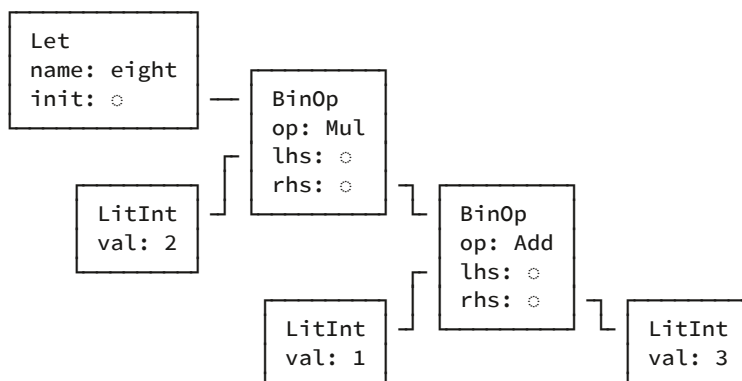 Let
name: eight
init: ◌
BinOp
op: Mul
lhs: ◌
rhs: ◌
LitInt
val: 2
BinOp
op: Add
lhs: ◌
rhs: ◌
LitInt
val: 1
LitInt
val: 3